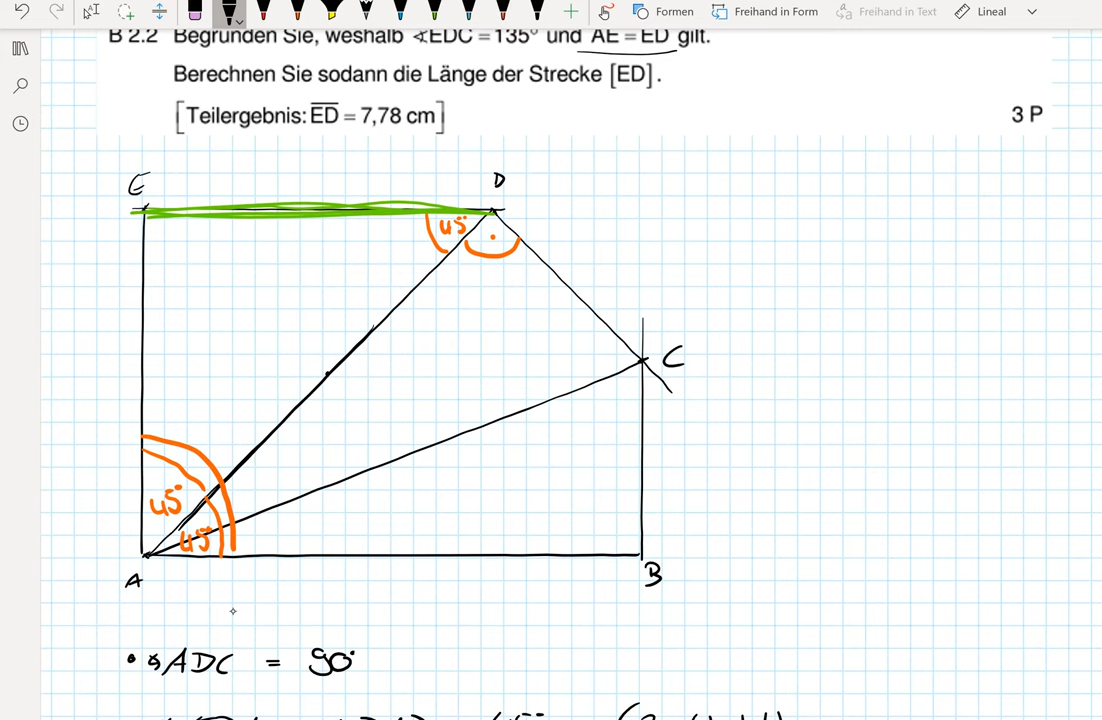 Formen Freihand in Form Freihand in Text Lineal
B 2.2 Begründen Sie, weshalb ∢EDC = 135° und AE = ED gilt.
Berechnen Sie sodann die Länge der Strecke [ED].
[Teilergebnis: ED = 7,78 cm]
3 P
E
D
45°
C
45°
45°
A
B
• ∢ADC = 90°